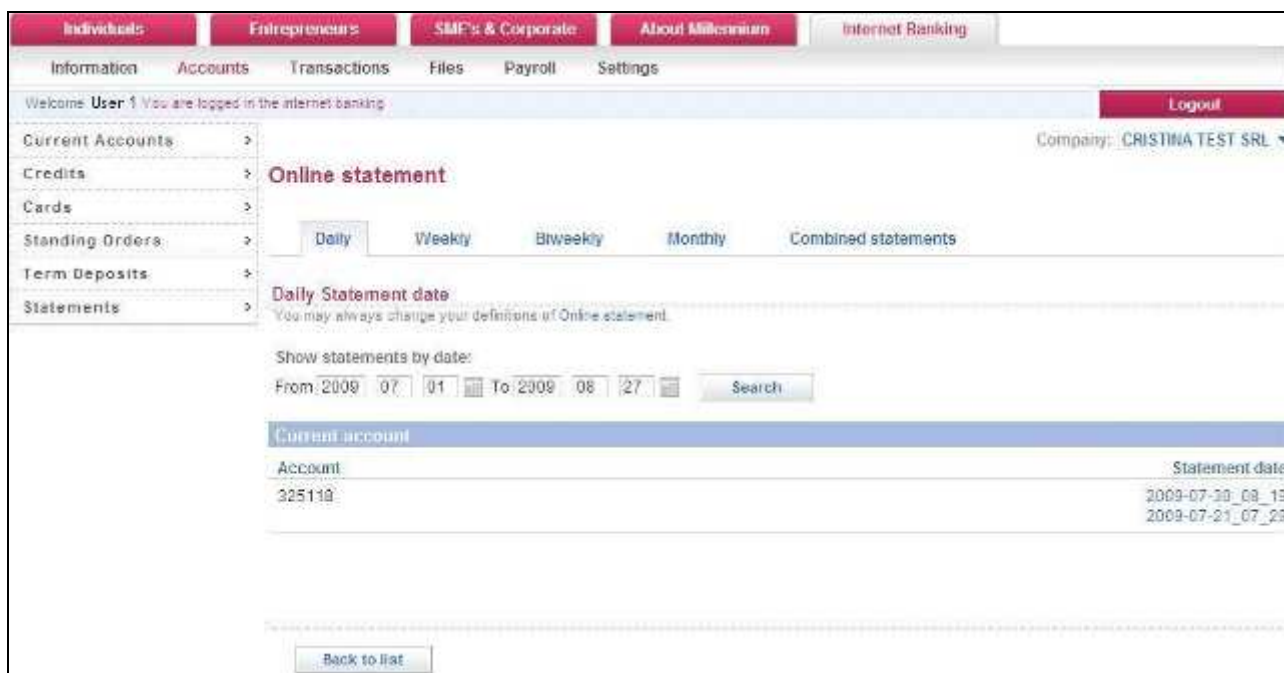 Individuals Entrepreneurs SME's & Corporate About Millennium Internet Banking
Information Accounts Transactions Files Payroll Settings
Welcome User 1 You are logged in the internet banking
Logout
Company: CRISTINA TEST SRL
Current Accounts
Credits
Cards
Standing Orders
Term Deposits
Statements
Online statement
Daily Weekly Biweekly Monthly Combined statements
Daily Statement date
You may always change your definitions of Online statement.
Show statements by date:
From 2009 07 01 To 2009 08 27 Search
Current account
Account Statement date
325118
Back to list